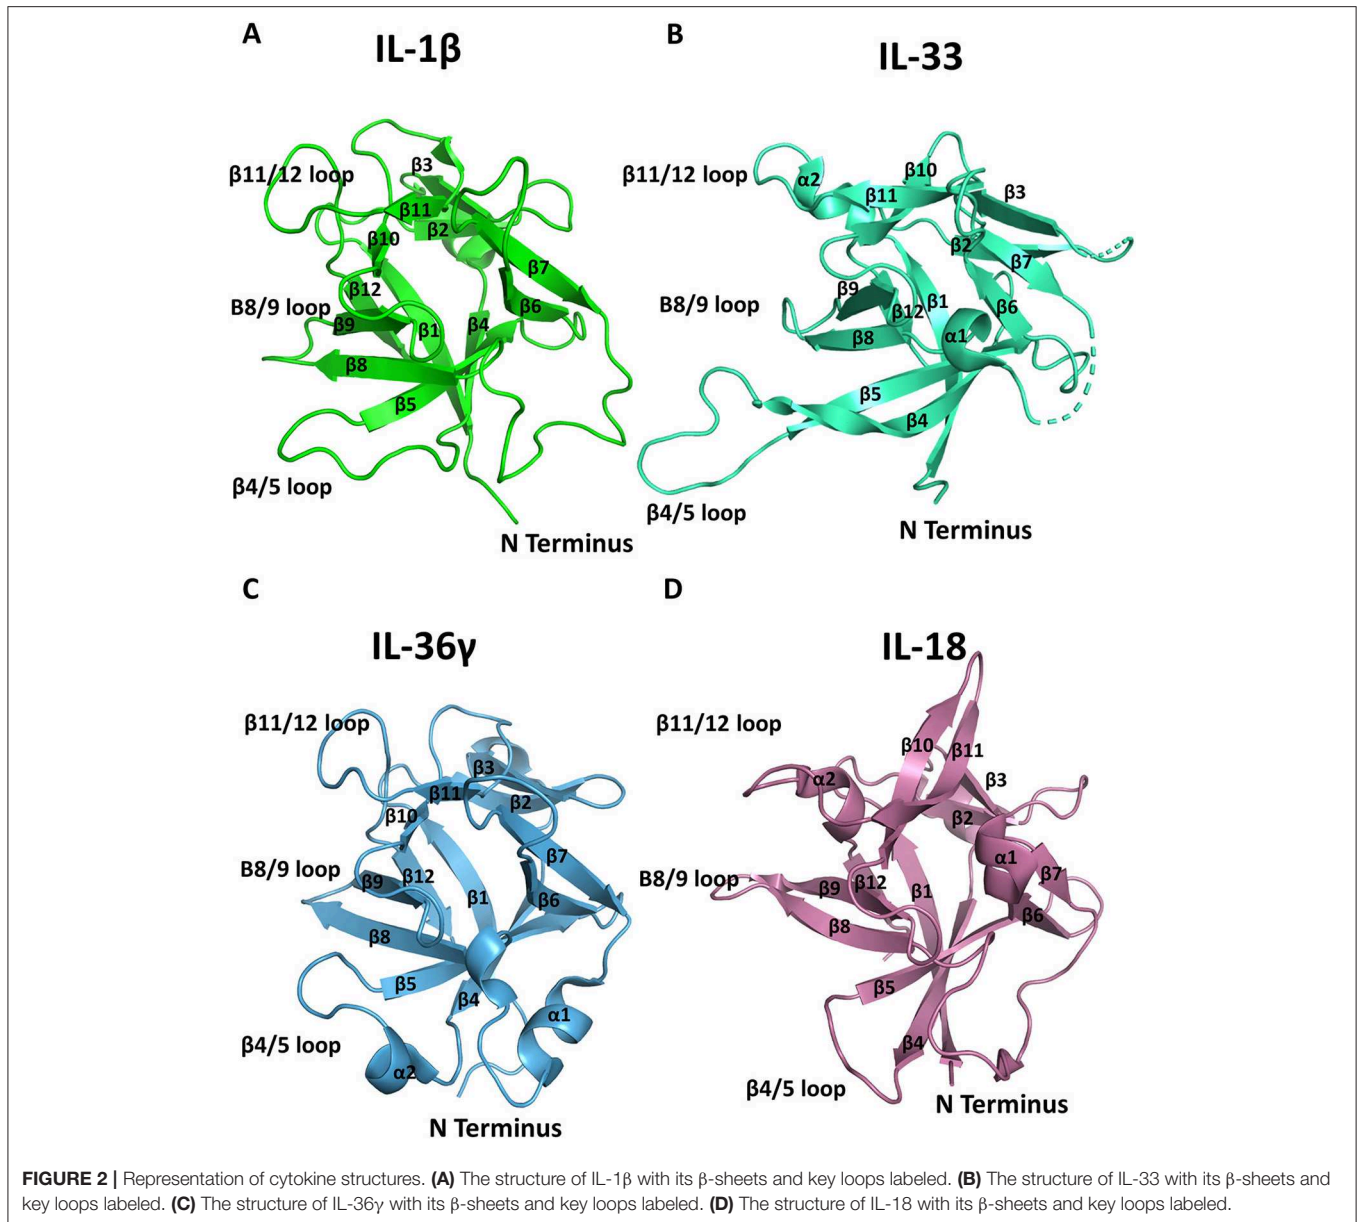 A
IL-1β
β11/12 loop
β3
β11
β2
β10
β7
β12
B8/9 loop
β6
β9
β1
β4
β8
β5
β4/5 loop
N Terminus
B
IL-33
β11/12 loop
α2
β10
β11
β3
β2
β7
β9
B8/9 loop
β1
β12
β6
β8
α1
β5
β4
β4/5 loop
N Terminus
C
IL-36γ
β11/12 loop
β3
β11
β2
β10
β7
B8/9 loop
β9
β12
β1
β6
β8
β5
β4
α1
β4/5 loop
α2
N Terminus
D
IL-18
β11/12 loop
β10
β11
α2
β3
β2
α1
B8/9 loop
β9
β12
β1
β7
β6
β8
β5
β4
β4/5 loop
N Terminus
FIGURE 2 | Representation of cytokine structures. (A) The structure of IL-1β with its β-sheets and key loops labeled. (B) The structure of IL-33 with its β-sheets and
key loops labeled. (C) The structure of IL-36γ with its β-sheets and key loops labeled. (D) The structure of IL-18 with its β-sheets and key loops labeled.